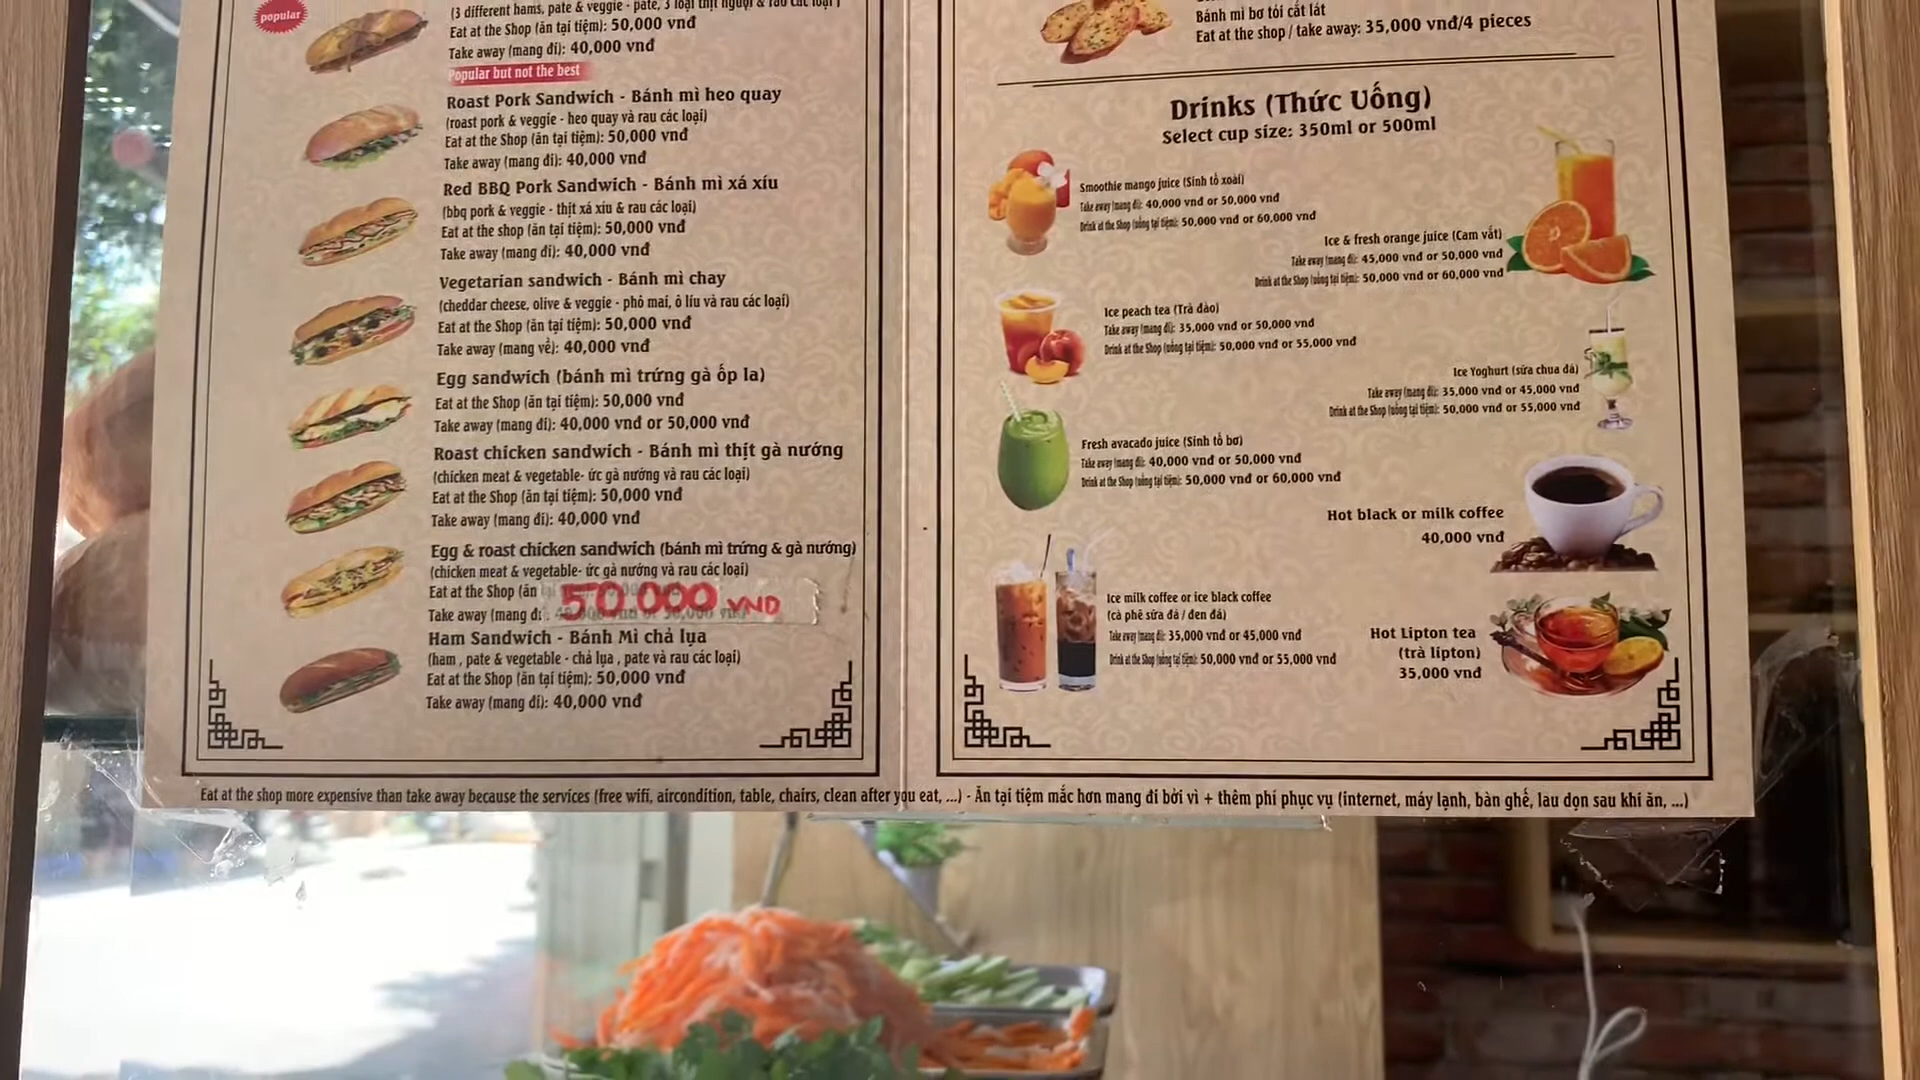 popular
(3 different hams, pate & veggie - pate, 3 loại thịt nguội & rau các loại )
Eat at the Shop (ăn tại tiệm): 50,000 vnđ
Take away (mang đi): 40,000 vnđ
Popular but not the best
Roast Pork Sandwich - Bánh mì heo quay
(roast pork & veggie - heo quay và rau các loại)
Eat at the Shop (ăn tại tiệm): 50,000 vnđ
Take away (mang đi): 40,000 vnđ
Red BBQ Pork Sandwich - Bánh mì xá xíu
(bbq pork & veggie - thịt xá xíu & rau các loại)
Eat at the shop (ăn tại tiệm): 50,000 vnđ
Take away (mang đi): 40,000 vnđ
Vegetarian sandwich - Bánh mì chay
(cheddar cheese, olive & veggie - phô mai, ô líu và rau các loại)
Eat at the Shop (ăn tại tiệm): 50,000 vnđ
Take away (mang về): 40,000 vnđ
Egg sandwich (bánh mì trứng gà ốp la)
Eat at the Shop (ăn tại tiệm): 50,000 vnđ
Take away (mang đi): 40,000 vnđ or 50,000 vnđ
Roast chicken sandwich - Bánh mì thịt gà nướng
(chicken meat & vegetable- ức gà nướng và rau các loại)
Eat at the Shop (ăn tại tiệm): 50,000 vnđ
Take away (mang đi): 40,000 vnđ
Egg & roast chicken sandwich (bánh mì trứng & gà nướng)
(chicken meat & vegetable- ức gà nướng và rau các loại)
Eat at the Shop (ăn
50.000 VND
Take away (mang đi
Ham Sandwich - Bánh Mì chả lụa
(ham , pate & vegetable - chả lụa , pate và rau các loại)
Eat at the Shop (ăn tại tiệm): 50,000 vnđ
Take away (mang đi): 40,000 vnđ
Bánh mì bơ tỏi cắt lát
Eat at the shop / take away: 35,000 vnđ/4 pieces
Drinks (Thức Uống)
Select cup size: 350ml or 500ml
Smoothie mango juice (Sinh tố xoài)
Take away (mang đi): 40,000 vnđ or 50,000 vnđ
Drink at the Shop (uống tại tiệm): 50,000 vnđ or 60,000 vnđ
Ice & fresh orange juice (Cam vắt)
Take away (mang đi): 45,000 vnđ or 50,000 vnđ
Drink at the Shop (uống tại tiệm): 50,000 vnđ or 60,000 vnđ
Ice peach tea (Trà đào)
Take away (mang đi): 35,000 vnđ or 50,000 vnđ
Drink at the Shop (uống tại tiệm): 50,000 vnđ or 55,000 vnđ
Ice Yoghurt (sữa chua đá)
Take away (mang đi): 35,000 vnđ or 45,000 vnđ
Drink at the Shop (uống tại tiệm): 50,000 vnđ or 55,000 vnđ
Fresh avacado juice (Sinh tố bơ)
Take away (mang đi): 40,000 vnđ or 50,000 vnđ
Drink at the Shop (uống tại tiệm): 50,000 vnđ or 60,000 vnđ
Hot black or milk coffee
40,000 vnđ
Ice milk coffee or ice black coffee
(cà phê sữa đá / đen đá)
Take away (mang đi): 35,000 vnđ or 45,000 vnđ
Drink at the Shop (uống tại tiệm): 50,000 vnđ or 55,000 vnđ
Hot Lipton tea
(trà lipton)
35,000 vnđ
Eat at the shop more expensive than take away because the services (free wifi, aircondition, table, chairs, clean after you eat, ...) - Ăn tại tiệm mắc hơn mang đi bởi vì + thêm phí phục vụ (internet, máy lạnh, bàn ghế, lau dọn sau khi ăn, ...)